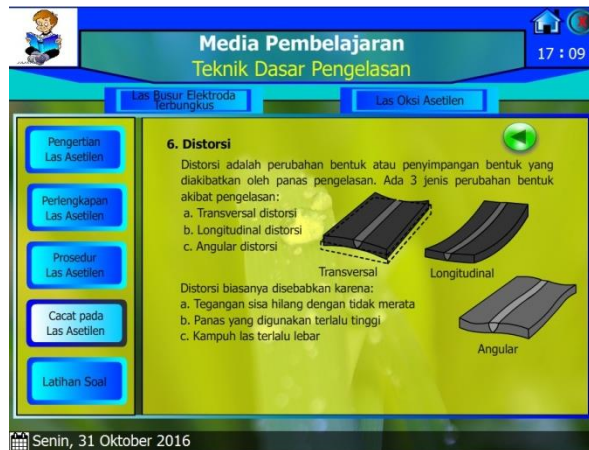 Media Pembelajaran
Teknik Dasar Pengelasan
17 : 09
Las Busur Elektroda
Terbungkus
Las Oksi Asetilen
Pengertian
Las Asetilen
Perlengkapan
Las Asetilen
Prosedur
Las Asetilen
Cacat pada
Las Asetilen
Latihan Soal
6. Distorsi
Distorsi adalah perubahan bentuk atau penyimpangan bentuk yang
diakibatkan oleh panas pengelasan. Ada 3 jenis perubahan bentuk
akibat pengelasan:
a. Transversal distorsi
b. Longitudinal distorsi
c. Angular distorsi
Transversal
Longitudinal
Distorsi biasanya disebabkan karena:
a. Tegangan sisa hilang dengan tidak merata
b. Panas yang digunakan terlalu tinggi
c. Kampuh las terlalu lebar
Angular
Senin, 31 Oktober 2016